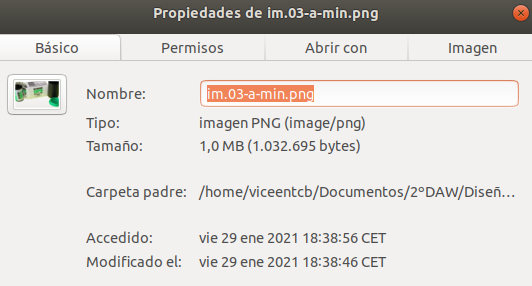 Propiedades de im.03-a-min.png
Básico Permisos Abrir con Imagen
Nombre: im.03-a-min.png
Tipo: imagen PNG (image/png)
Tamaño: 1,0 MB (1.032.695 bytes)
Carpeta padre: /home/viceentcb/Documentos/2ºDAW/Diseñ…
Accedido: vie 29 ene 2021 18:38:56 CET
Modificado el: vie 29 ene 2021 18:38:46 CET